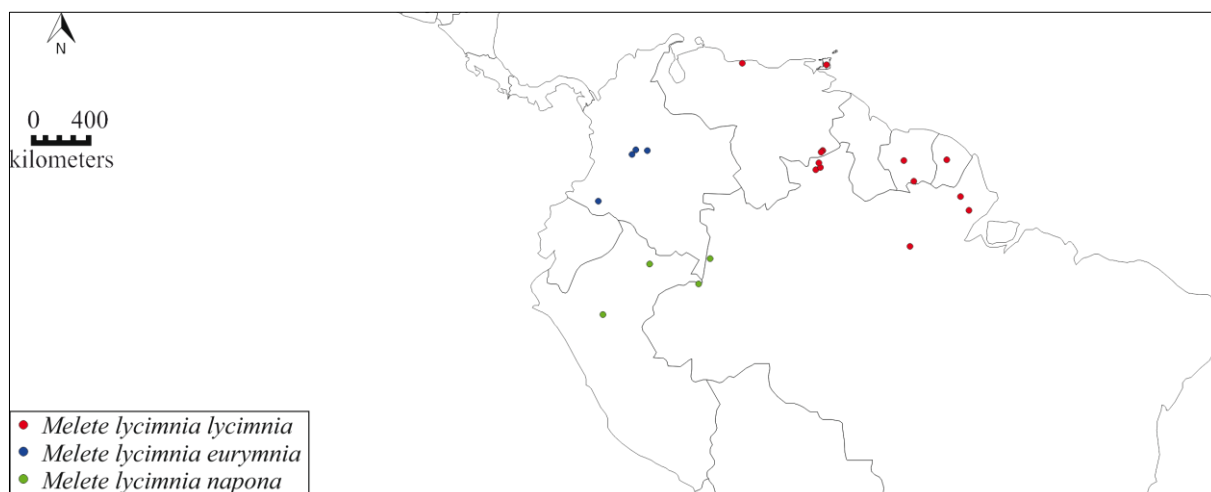 N
0 400
kilometers
Melete lycimnia lycimnia
Melete lycimnia eurymnia
Melete lycimnia napona